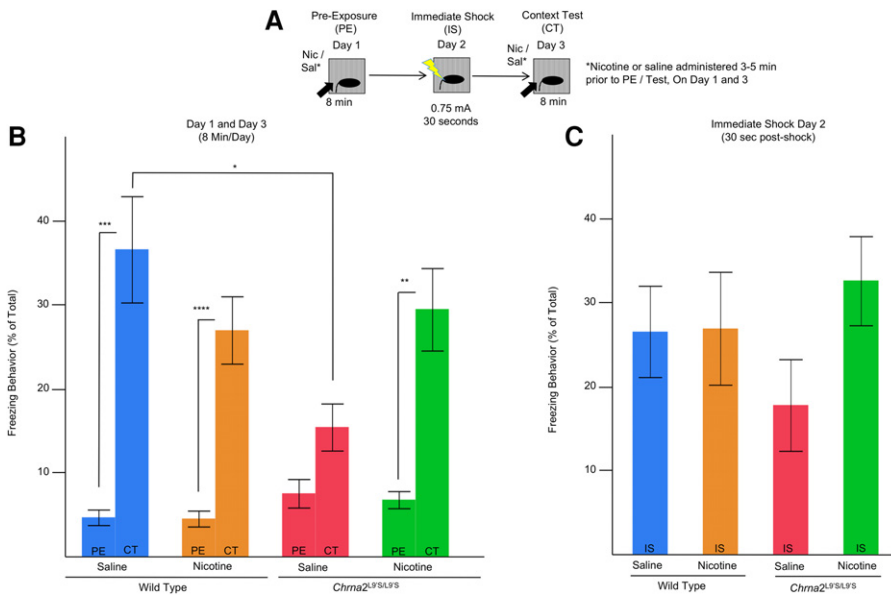 A
Pre-Exposure
(PE)
Day 1
Immediate Shock
(IS)
Day 2
Context Test
(CT)
Day 3
Nic /
Sal*
Nic /
Sal*
8 min
0.75 mA
30 seconds
8 min
*Nicotine or saline administered 3-5 min
prior to PE / Test, On Day 1 and 3
B
Day 1 and Day 3
(8 Min/Day)
Freezing Behavior (% of Total)
40
30
20
10
***
****
*
**
PE CT PE CT PE CT PE CT
Saline Nicotine Saline Nicotine
Wild Type Chrna2L9'S/L9'S
C
Immediate Shock Day 2
(30 sec post-shock)
Freezing Behavior (% of Total)
40
30
20
10
IS IS IS IS
Saline Nicotine Saline Nicotine
Wild Type Chrna2L9'S/L9'S